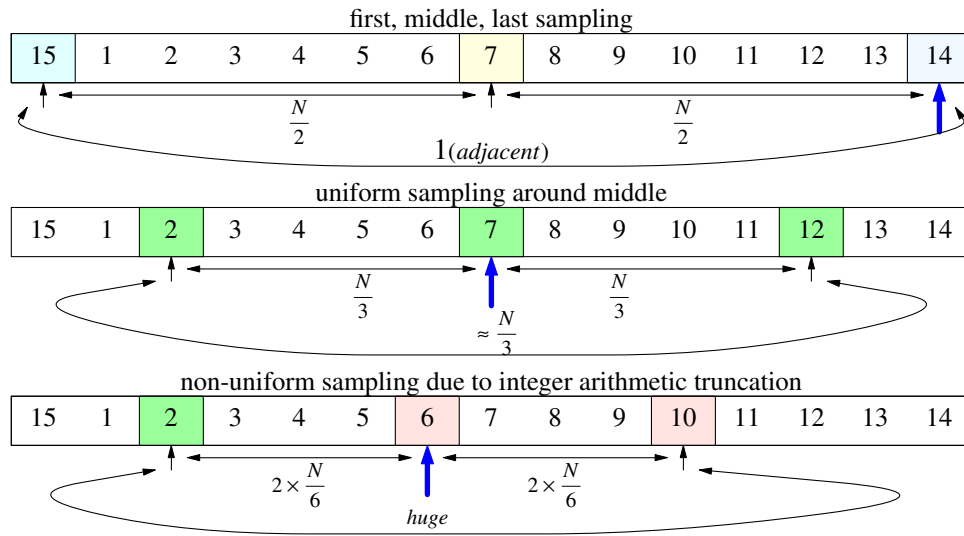 first, middle, last sampling
15 1 2 3 4 5 6 7 8 9 10 11 12 13 14
N/2 N/2
1(adjacent)
uniform sampling around middle
15 1 2 3 4 5 6 7 8 9 10 11 12 13 14
N/3 N/3
≈ N/3
non-uniform sampling due to integer arithmetic truncation
15 1 2 3 4 5 6 7 8 9 10 11 12 13 14
2 × N/6 2 × N/6
huge